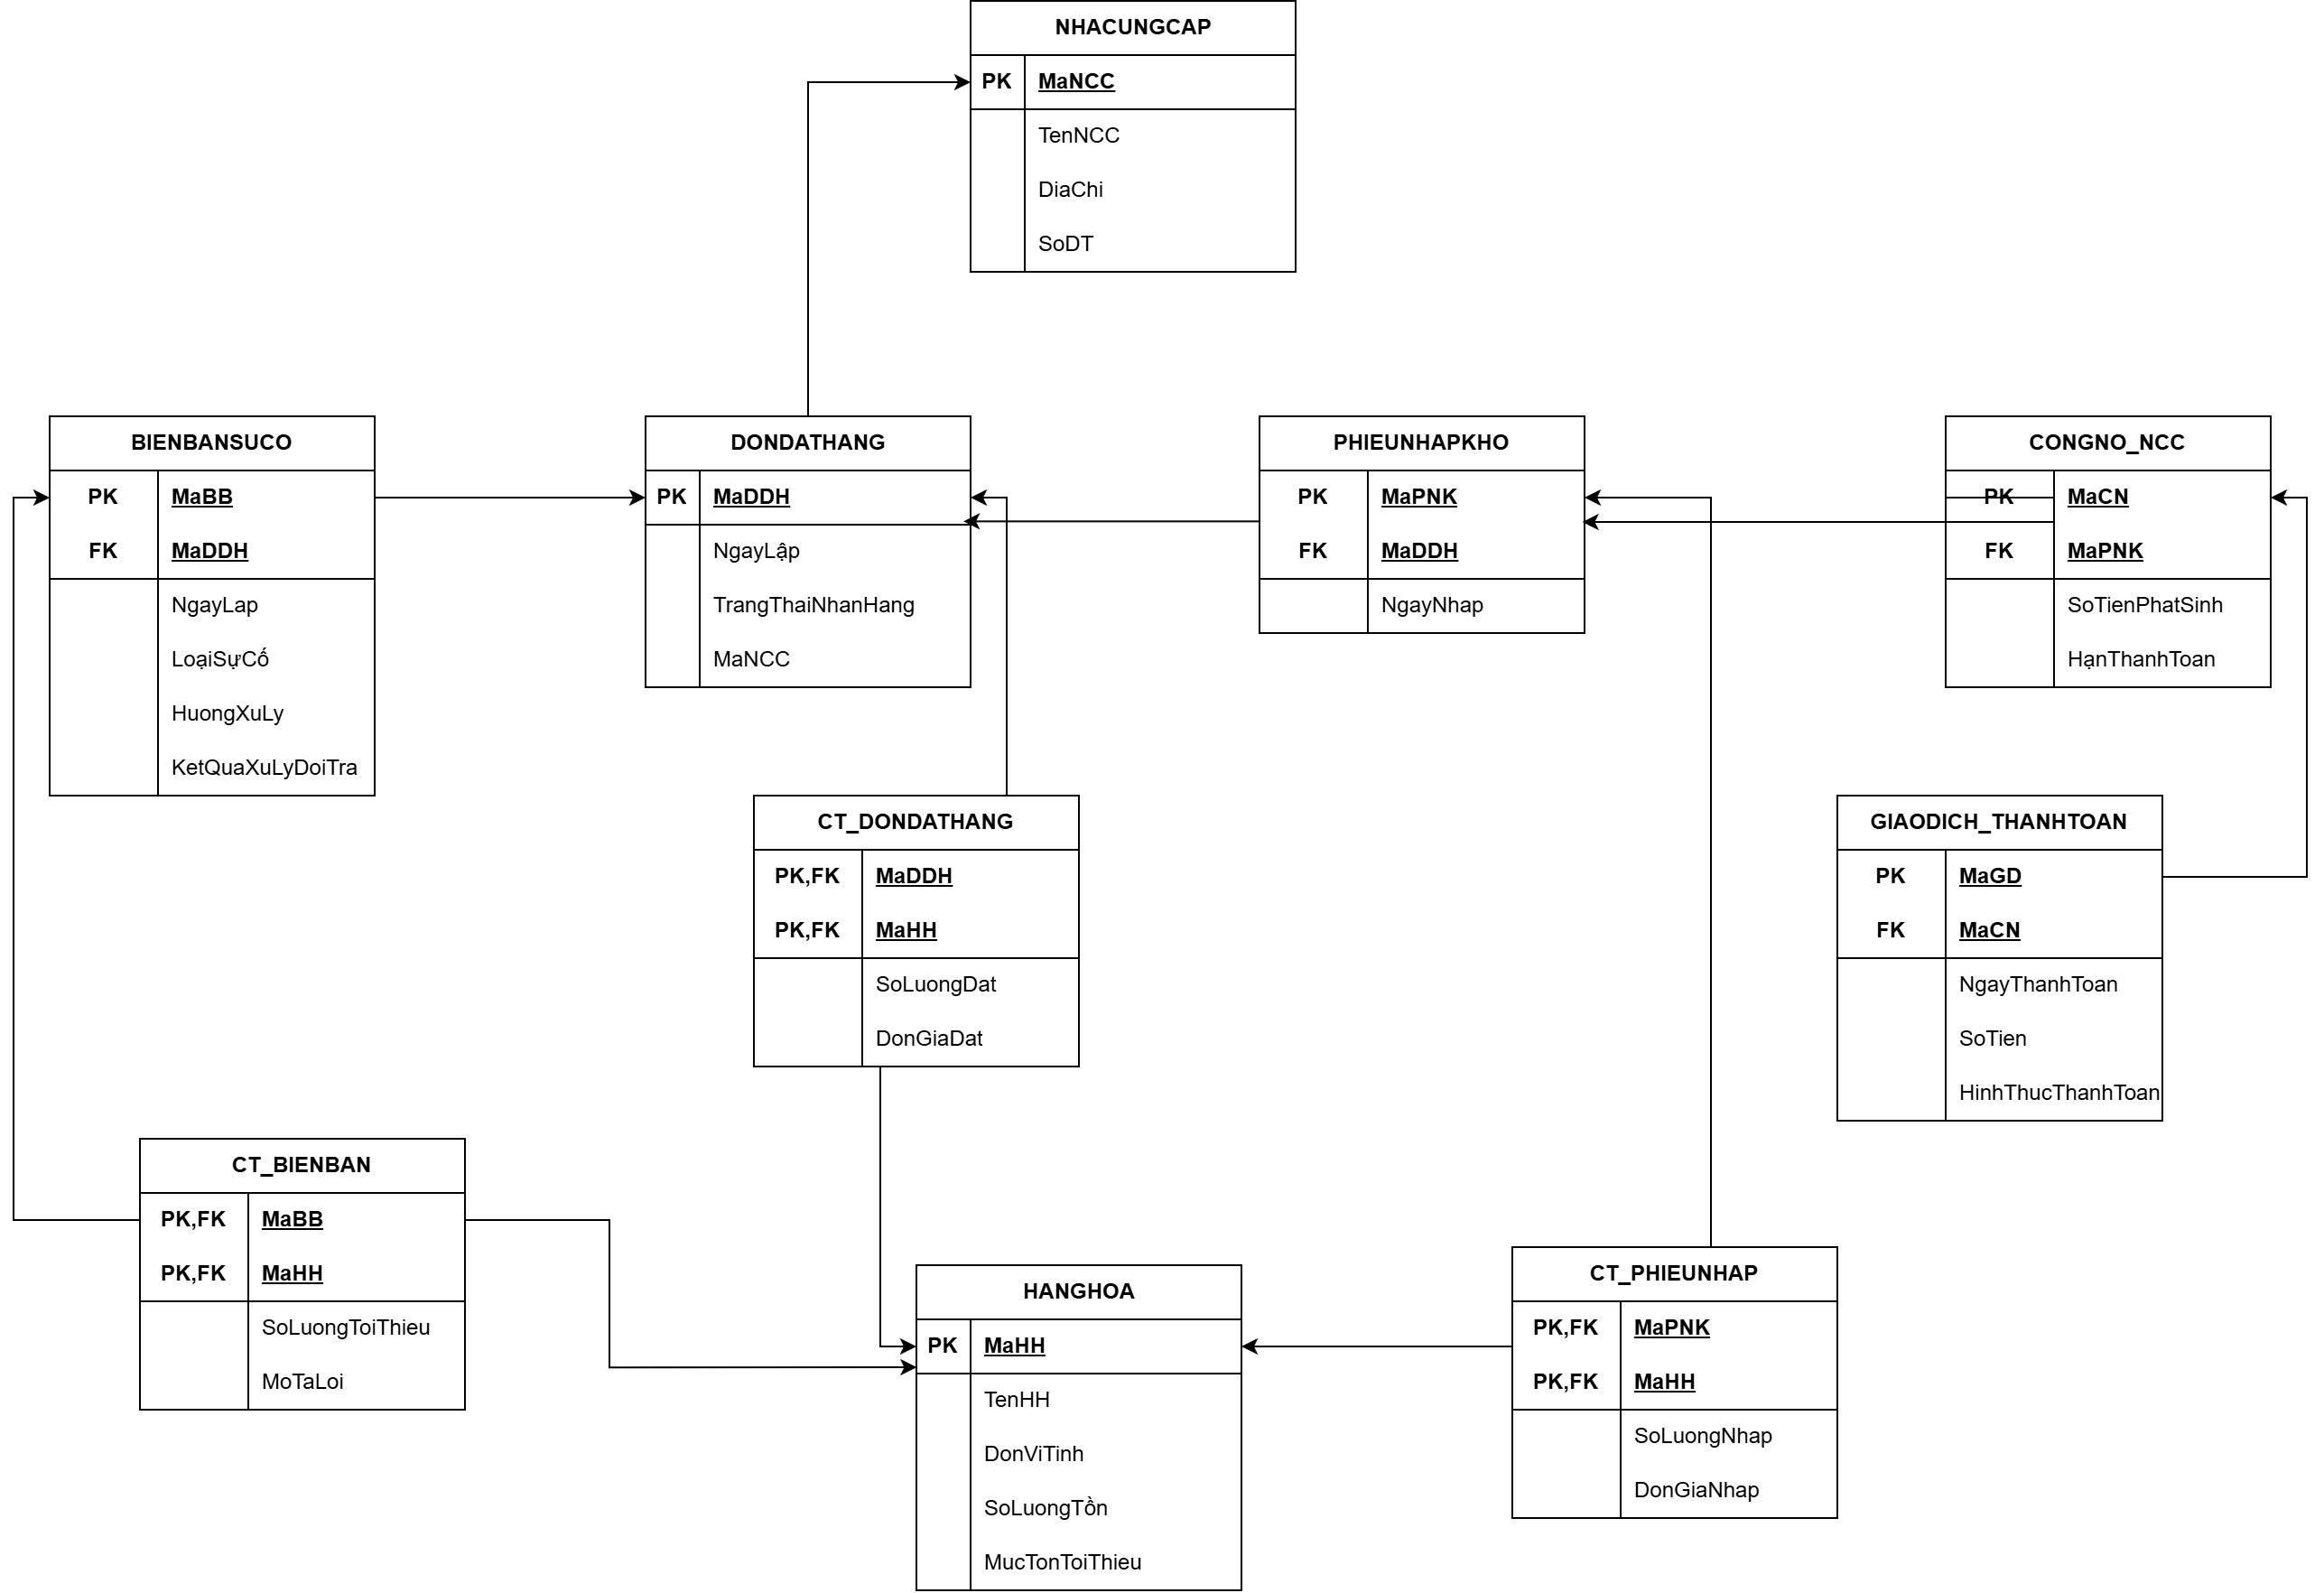 NHACUNGCAP
PK MaNCC
TenNCC
DiaChi
SoDT
BIENBANSUCO
PK MaBB
FK MaDDH
NgayLap
LoạiSựCố
HuongXuLy
KetQuaXuLyDoiTra
DONDATHANG
PK MaDDH
NgayLập
TrangThaiNhanHang
MaNCC
PHIEUNHAPKHO
PK MaPNK
FK MaDDH
NgayNhap
CONGNO_NCC
PK MaCN
FK MaPNK
SoTienPhatSinh
HạnThanhToan
CT_DONDATHANG
PK,FK MaDDH
PK,FK MaHH
SoLuongDat
DonGiaDat
GIAODICH_THANHTOAN
PK MaGD
FK MaCN
NgayThanhToan
SoTien
HinhThucThanhToan
CT_BIENBAN
PK,FK MaBB
PK,FK MaHH
SoLuongToiThieu
MoTaLoi
HANGHOA
PK MaHH
TenHH
DonViTinh
SoLuongTồn
MucTonToiThieu
CT_PHIEUNHAP
PK,FK MaPNK
PK,FK MaHH
SoLuongNhap
DonGiaNhap